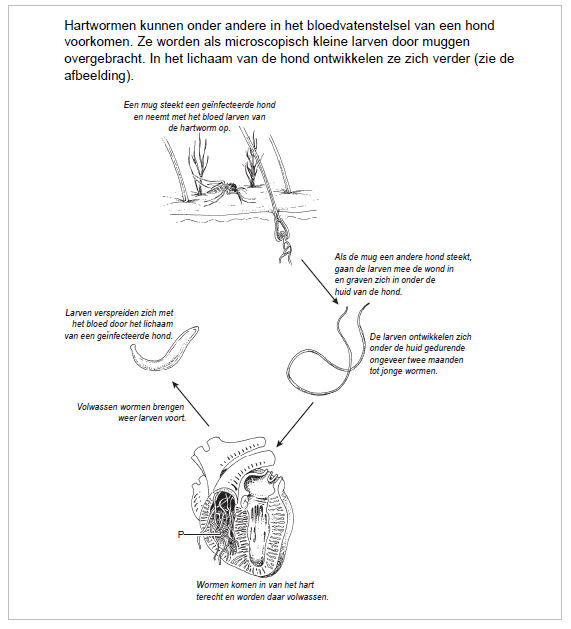 Hartwormen kunnen onder andere in het bloedvatenstelsel van een hond
voorkomen. Ze worden als microscopisch kleine larven door muggen
overgebracht. In het lichaam van de hond ontwikkelen ze zich verder (zie de
afbeelding).
Een mug steekt een geïnfecteerde hond
en neemt met het bloed larven van
de hartworm op.
Als de mug een andere hond steekt,
gaan de larven mee de wond in
en graven zich in onder de
huid van de hond.
Larven verspreiden zich met
het bloed door het lichaam
van een geïnfecteerde hond.
De larven ontwikkelen zich
onder de huid gedurende
ongeveer twee maanden
tot jonge wormen.
Volwassen wormen brengen
weer larven voort.
P
Wormen komen in van het hart
terecht en worden daar volwassen.